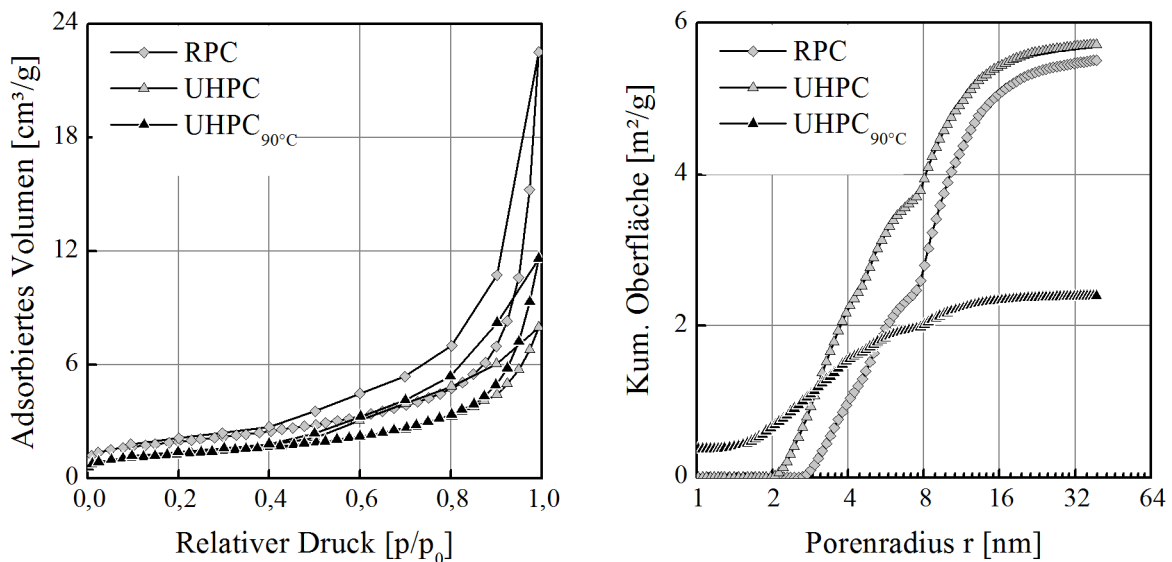 24
18
12
6
0
0,0
0,2
0,4
0,6
0,8
1,0
Adsorbiertes Volumen [cm³/g]
Relativer Druck [p/p₀]
RPC
UHPC
UHPC₉₀°C
6
4
2
0
1
2
4
8
16
32
64
Kum. Oberfläche [m²/g]
Porenradius r [nm]
RPC
UHPC
UHPC₉₀°C